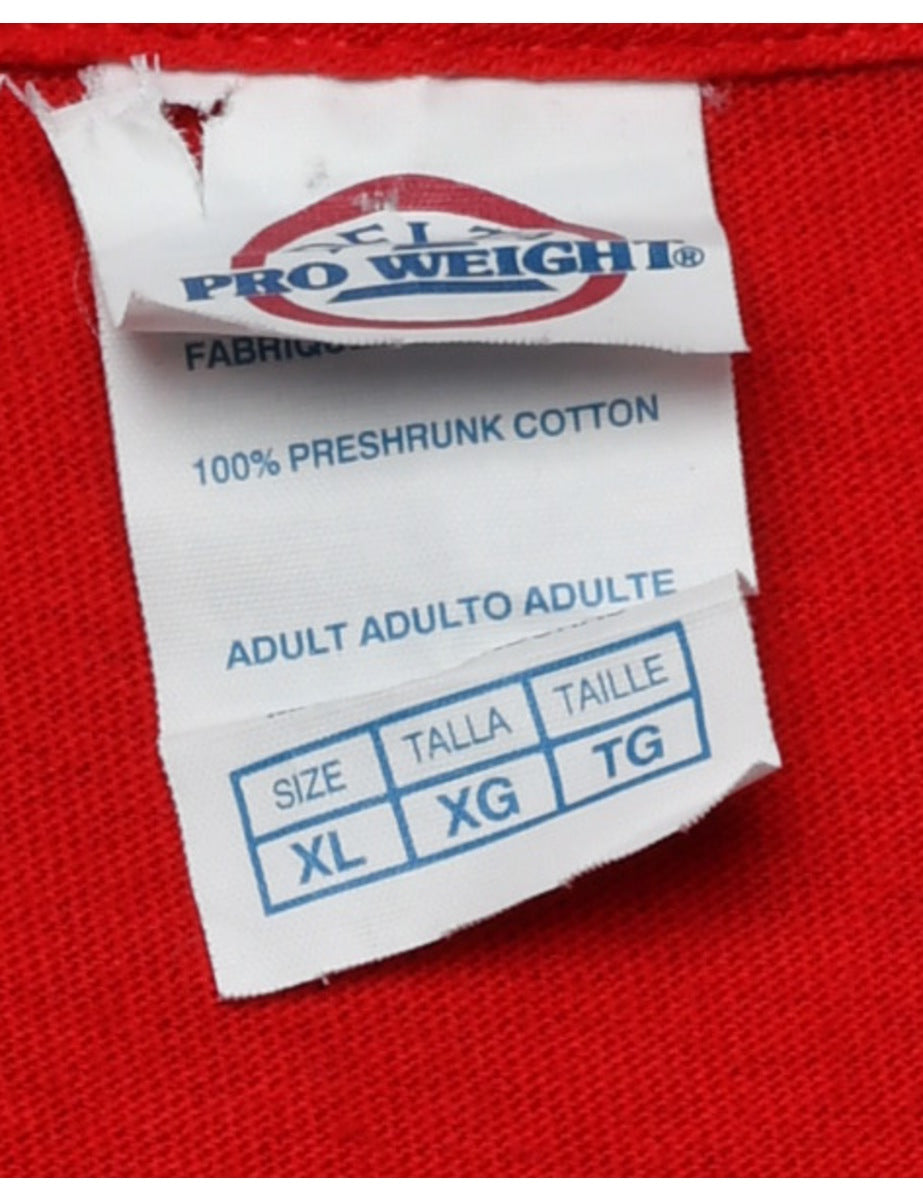 PRO WEIGHT®
100% PRESHRUNK COTTON
ADULT ADULTO ADULTE
SIZE TALLA TAILLE
XL XG TG